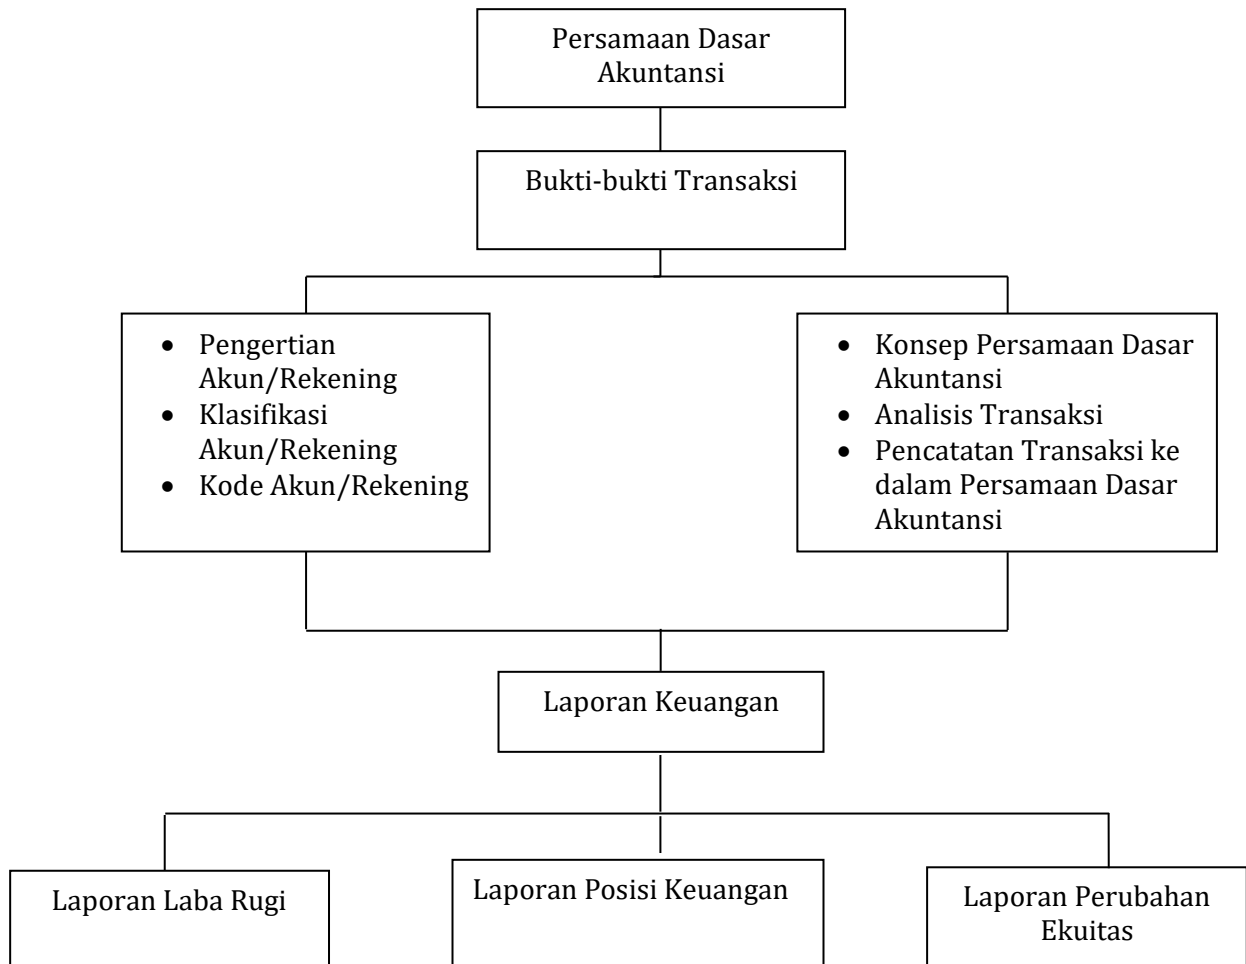 Persamaan Dasar
Akuntansi
Bukti-bukti Transaksi
• Pengertian
Akun/Rekening
• Klasifikasi
Akun/Rekening
• Kode Akun/Rekening
• Konsep Persamaan Dasar
Akuntansi
• Analisis Transaksi
• Pencatatan Transaksi ke
dalam Persamaan Dasar
Akuntansi
Laporan Keuangan
Laporan Laba Rugi
Laporan Posisi Keuangan
Laporan Perubahan
Ekuitas